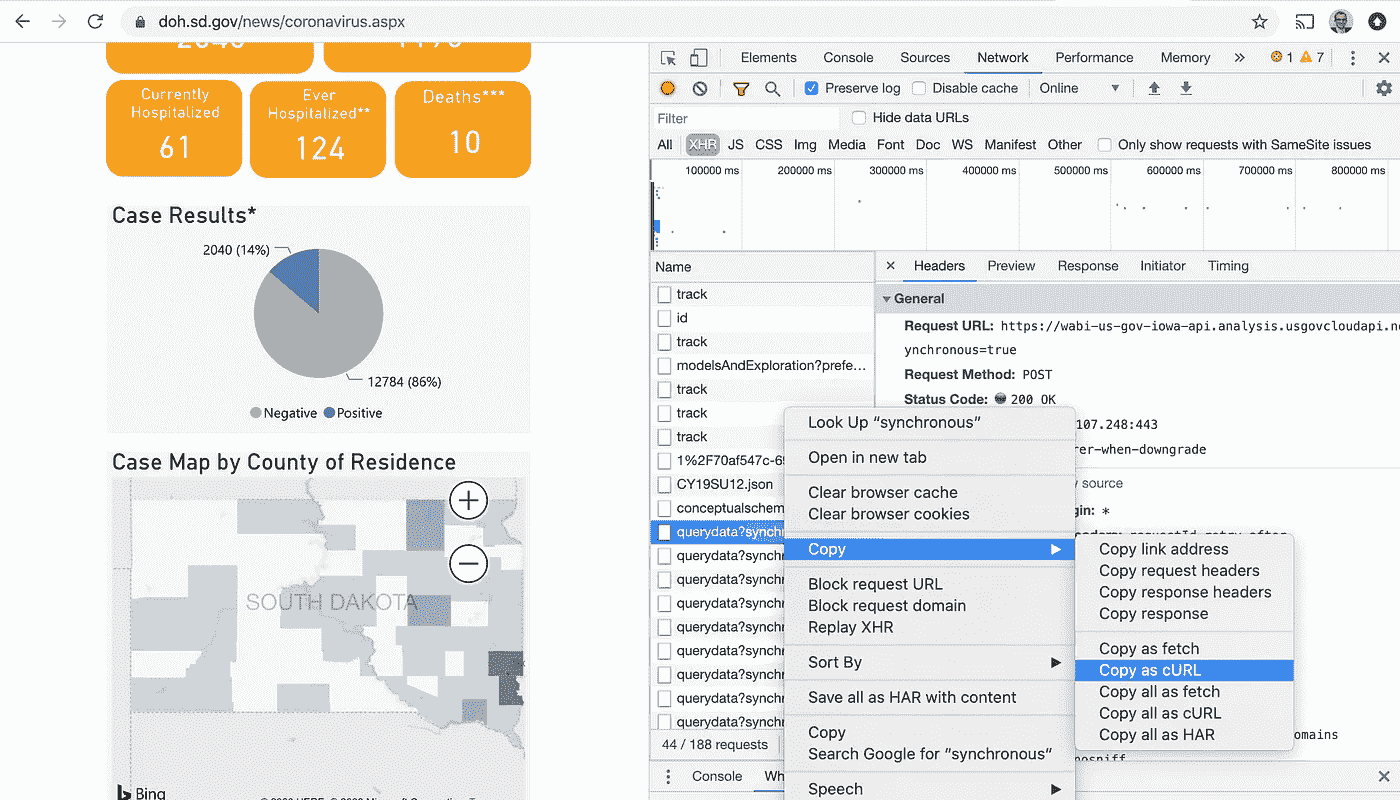 doh.sd.gov/news/coronavirus.aspx
Currently
Hospitalized
61
Ever
Hospitalized**
124
Deaths***
10
Case Results*
2040 (14%)
12784 (86%)
Negative Positive
Case Map by County of Residence
SOUTH DAKOTA
Bing
Elements Console Sources Network Performance Memory » 1 7
Preserve log Disable cache Online
Filter Hide data URLs
All XHR JS CSS Img Media Font Doc WS Manifest Other Only show requests with SameSite issues
100000 ms 200000 ms 300000 ms 400000 ms 500000 ms 600000 ms 700000 ms 800000 ms
Name
track
id
track
modelsAndExploration?prefe…
track
track
track
1%2F70af547c-6
CY19SU12.json
conceptualschem
querydata?synchr
querydata?synchr
querydata?synchr
querydata?synchr
querydata?synchr
querydata?synchr
querydata?synchr
querydata?synchr
querydata?synchr
44 / 188 requests
Console Wh
Headers Preview Response Initiator Timing
General
Request URL: https://wabi-us-gov-iowa-api.analysis.usgovcloudapi.ne
ynchronous=true
Request Method: POST
Status Code: 200 OK
107.248:443
rer-when-downgrade
source
gin: *
omains
nosniff
Look Up “synchronous”
Open in new tab
Clear browser cache
Clear browser cookies
Copy
Block request URL
Block request domain
Replay XHR
Sort By
Save all as HAR with content
Copy
Search Google for “synchronous”
Speech
Copy link address
Copy request headers
Copy response headers
Copy response
Copy as fetch
Copy as cURL
Copy all as fetch
Copy all as cURL
Copy all as HAR